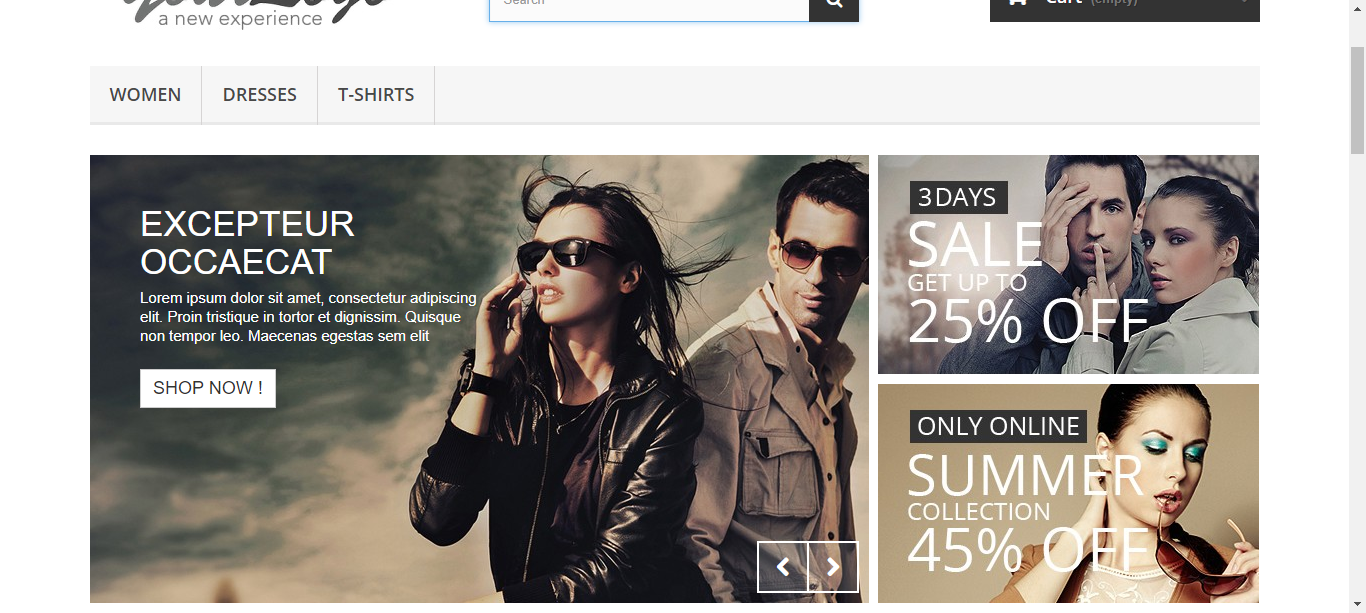 a new experience
Search
Cart (empty)
WOMEN
DRESSES
T-SHIRTS
EXCEPTEUR
OCCAECAT
Lorem ipsum dolor sit amet, consectetur adipiscing
elit. Proin tristique in tortor et dignissim. Quisque
non tempor leo. Maecenas egestas sem elit
SHOP NOW !
3 DAYS
SALE
GET UP TO
25% OFF
ONLY ONLINE
SUMMER
COLLECTION
45% OFF